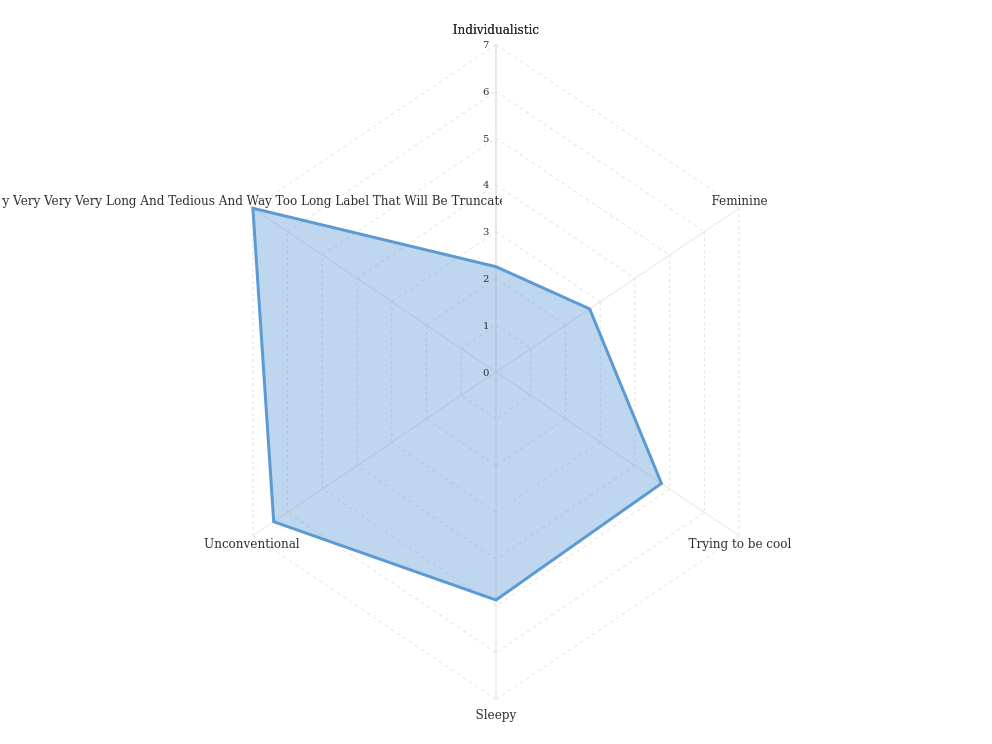 Individualistic
7
6
5
4
y Very Very Very Long And Tedious And Way Too Long Label That Will Be Truncate
Feminine
3
2
1
0
Unconventional
Trying to be cool
Sleepy